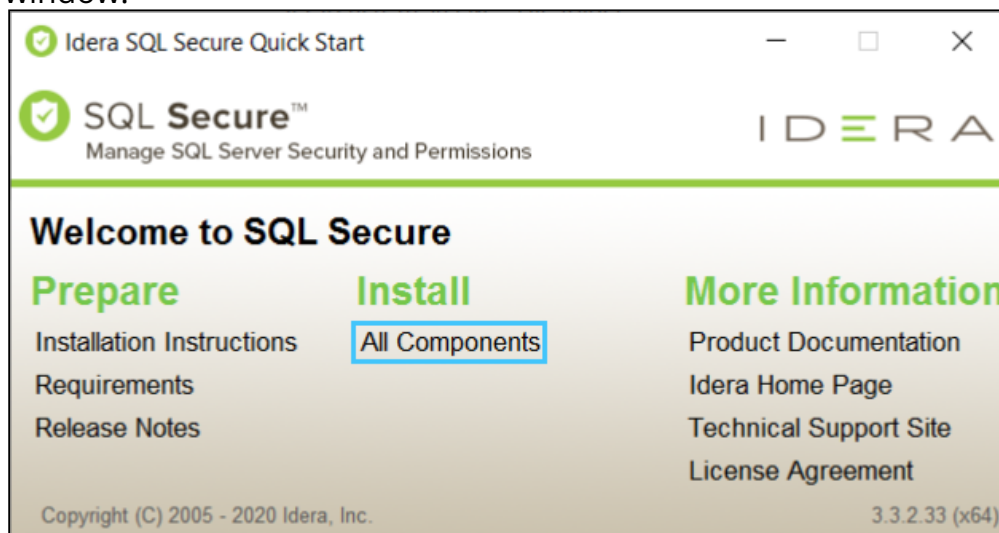 window.
Idera SQL Secure Quick Start
SQL Secure™
Manage SQL Server Security and Permissions
IDERA
Welcome to SQL Secure
Prepare
Installation Instructions
Requirements
Release Notes
Install
All Components
More Information
Product Documentation
Idera Home Page
Technical Support Site
License Agreement
Copyright (C) 2005 - 2020 Idera, Inc.
3.3.2.33 (x64)